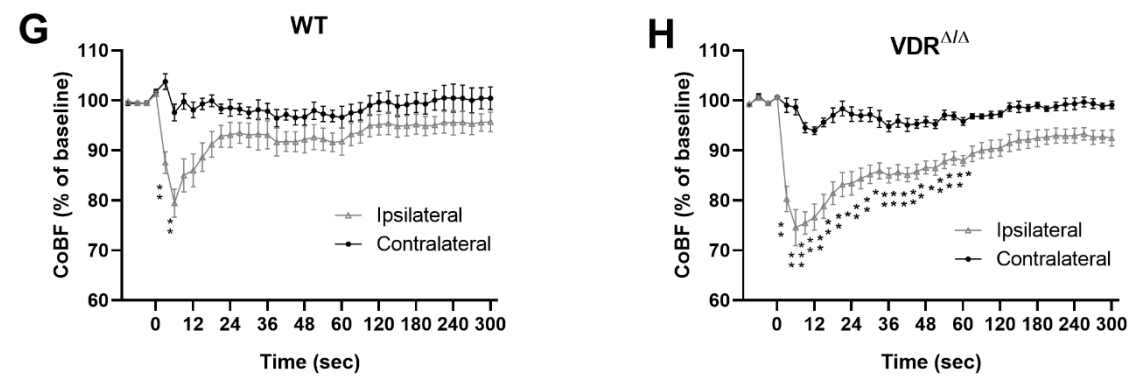 G
WT
CoBF (% of baseline)
110
100
90
80
70
60
**
**
Ipsilateral
Contralateral
0 12 24 36 48 60 120 180 240 300
Time (sec)
H
VDRΔ/Δ
CoBF (% of baseline)
110
100
90
80
70
60
Ipsilateral
Contralateral
0 12 24 36 48 60 120 180 240 300
Time (sec)